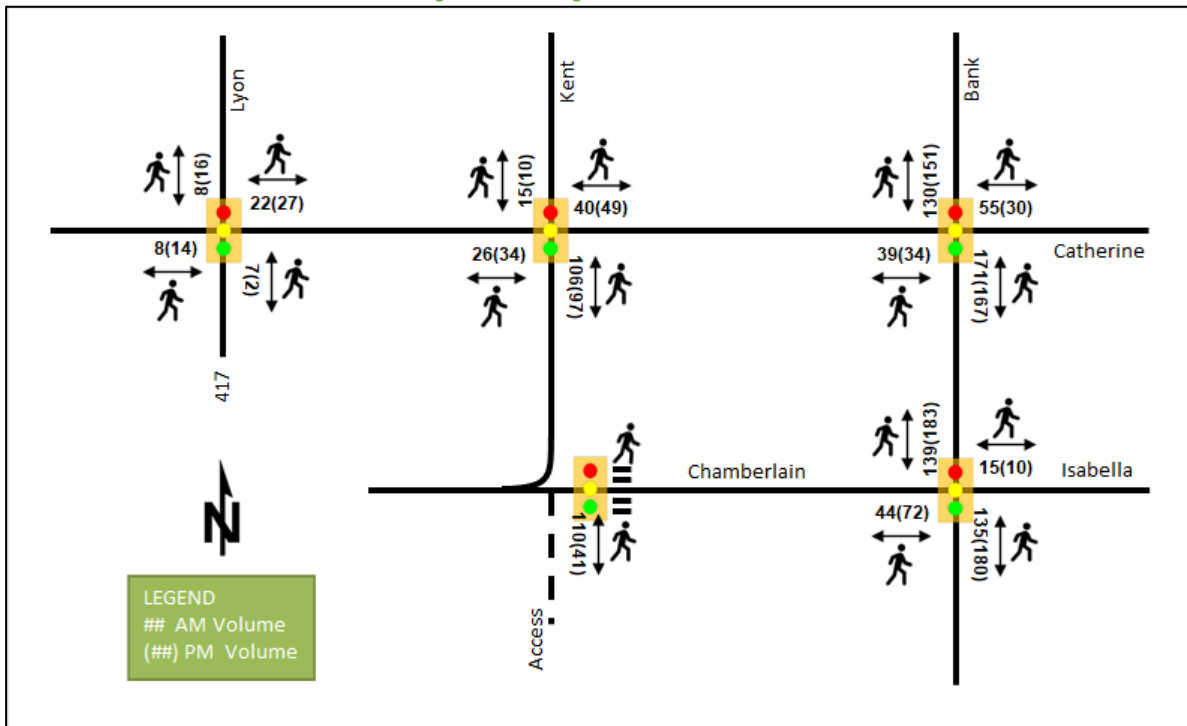 Lyon
Kent
Bank
8(16)
22(27)
15(10)
40(49)
130(151)
55(30)
8(14)
7(2)
26(34)
106(97)
39(34)
171(167)
Catherine
417
139(183)
15(10)
Chamberlain
Isabella
110(41)
44(72)
135(180)
N
Access
LEGEND
## AM Volume
(##) PM Volume